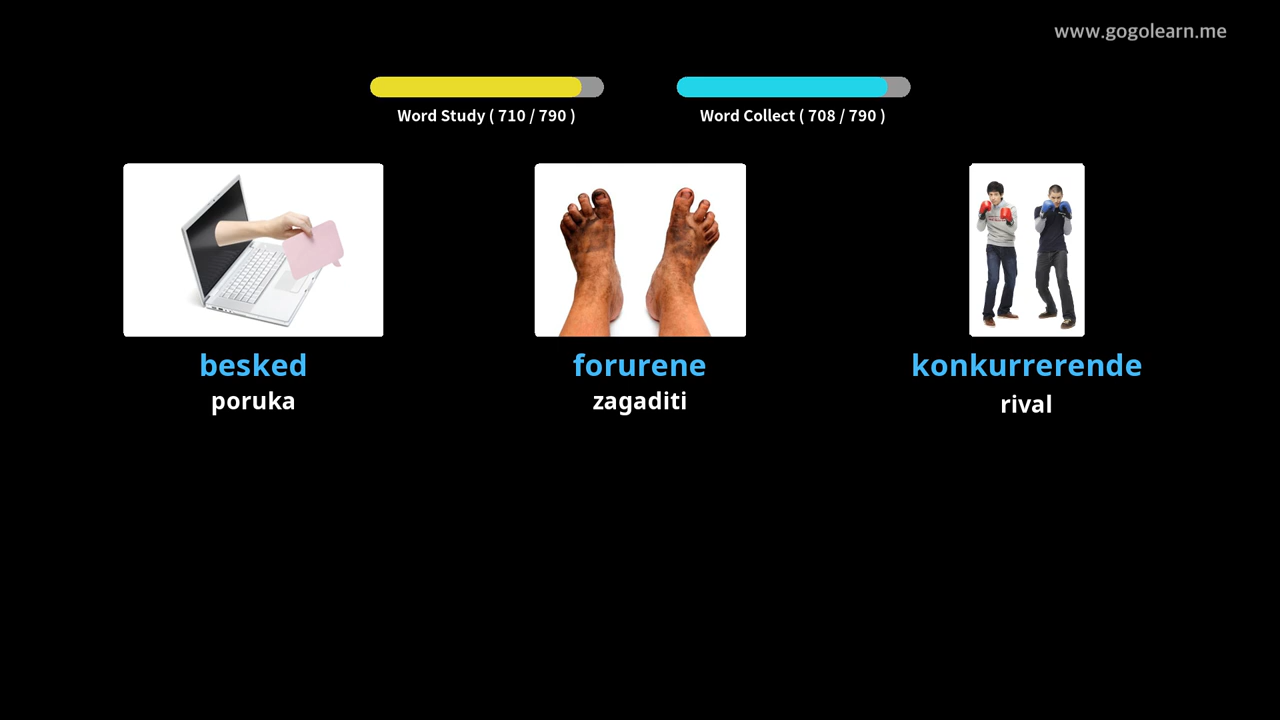 www.gogolearn.me
Word Study ( 710 / 790 )
Word Collect ( 708 / 790 )
besked
poruka
forurene
zagaditi
konkurrerende
rival